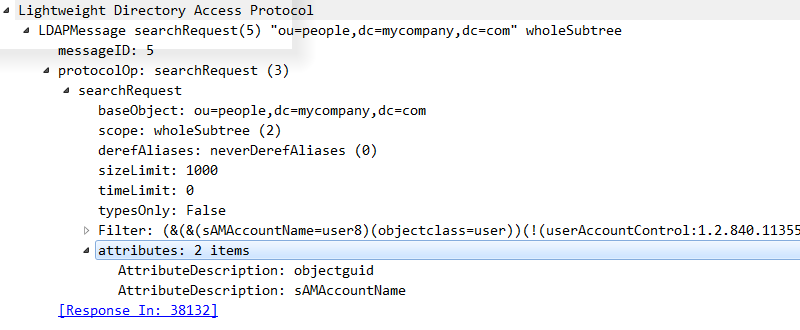 Lightweight Directory Access Protocol
LDAPMessage searchRequest(5) "ou=people,dc=mycompany,dc=com" wholeSubtree
messageID: 5
protocolOp: searchRequest (3)
searchRequest
baseObject: ou=people,dc=mycompany,dc=com
scope: wholeSubtree (2)
derefAliases: neverDerefAliases (0)
sizeLimit: 1000
timeLimit: 0
typesOnly: False
Filter: (&(&(sAMAccountName=user8)(objectclass=user))(!(userAccountControl:1.2.840.11355
attributes: 2 items
AttributeDescription: objectguid
AttributeDescription: sAMAccountName
[Response In: 38132]